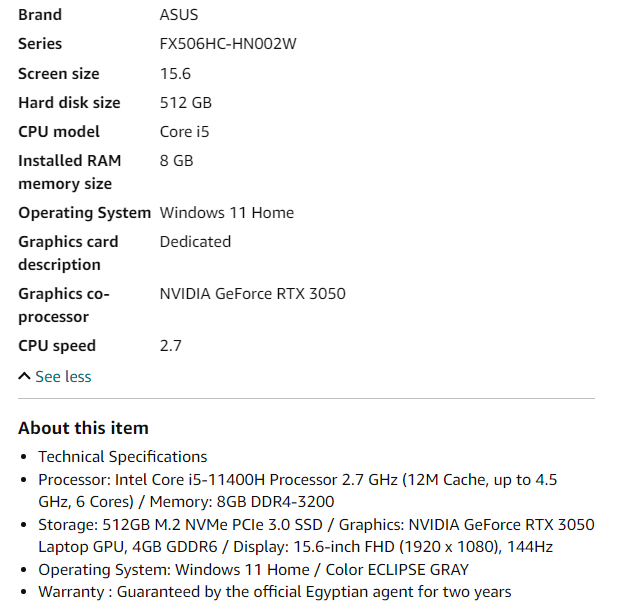 Brand ASUS
Series FX506HC-HN002W
Screen size 15.6
Hard disk size 512 GB
CPU model Core i5
Installed RAM 8 GB
memory size
Operating System Windows 11 Home
Graphics card Dedicated
description
Graphics co- NVIDIA GeForce RTX 3050
processor
CPU speed 2.7
See less
About this item
• Technical Specifications
• Processor: Intel Core i5-11400H Processor 2.7 GHz (12M Cache, up to 4.5
GHz, 6 Cores) / Memory: 8GB DDR4-3200
• Storage: 512GB M.2 NVMe PCIe 3.0 SSD / Graphics: NVIDIA GeForce RTX 3050
Laptop GPU, 4GB GDDR6 / Display: 15.6-inch FHD (1920 x 1080), 144Hz
• Operating System: Windows 11 Home / Color ECLIPSE GRAY
• Warranty : Guaranteed by the official Egyptian agent for two years